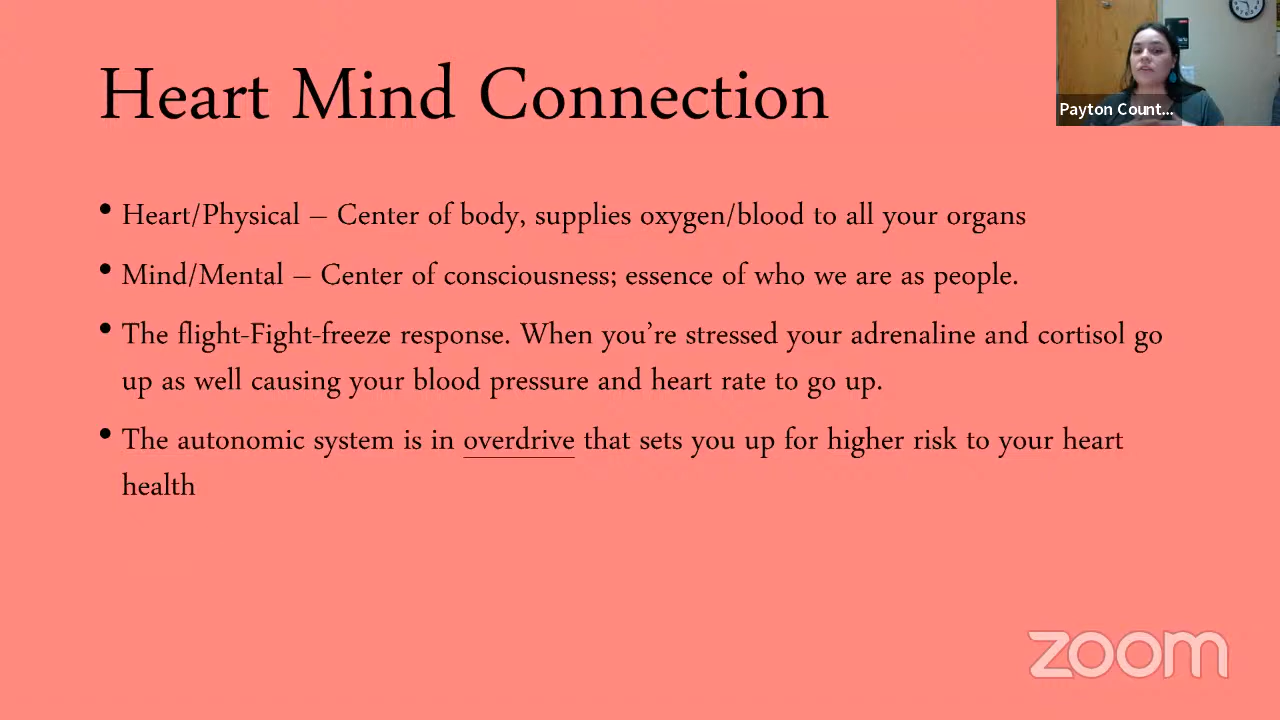 Heart Mind Connection
Payton Count...
• Heart/Physical – Center of body, supplies oxygen/blood to all your organs
• Mind/Mental – Center of consciousness; essence of who we are as people.
• The flight-Fight-freeze response. When you’re stressed your adrenaline and cortisol go
up as well causing your blood pressure and heart rate to go up.
• The autonomic system is in overdrive that sets you up for higher risk to your heart
health
zoom